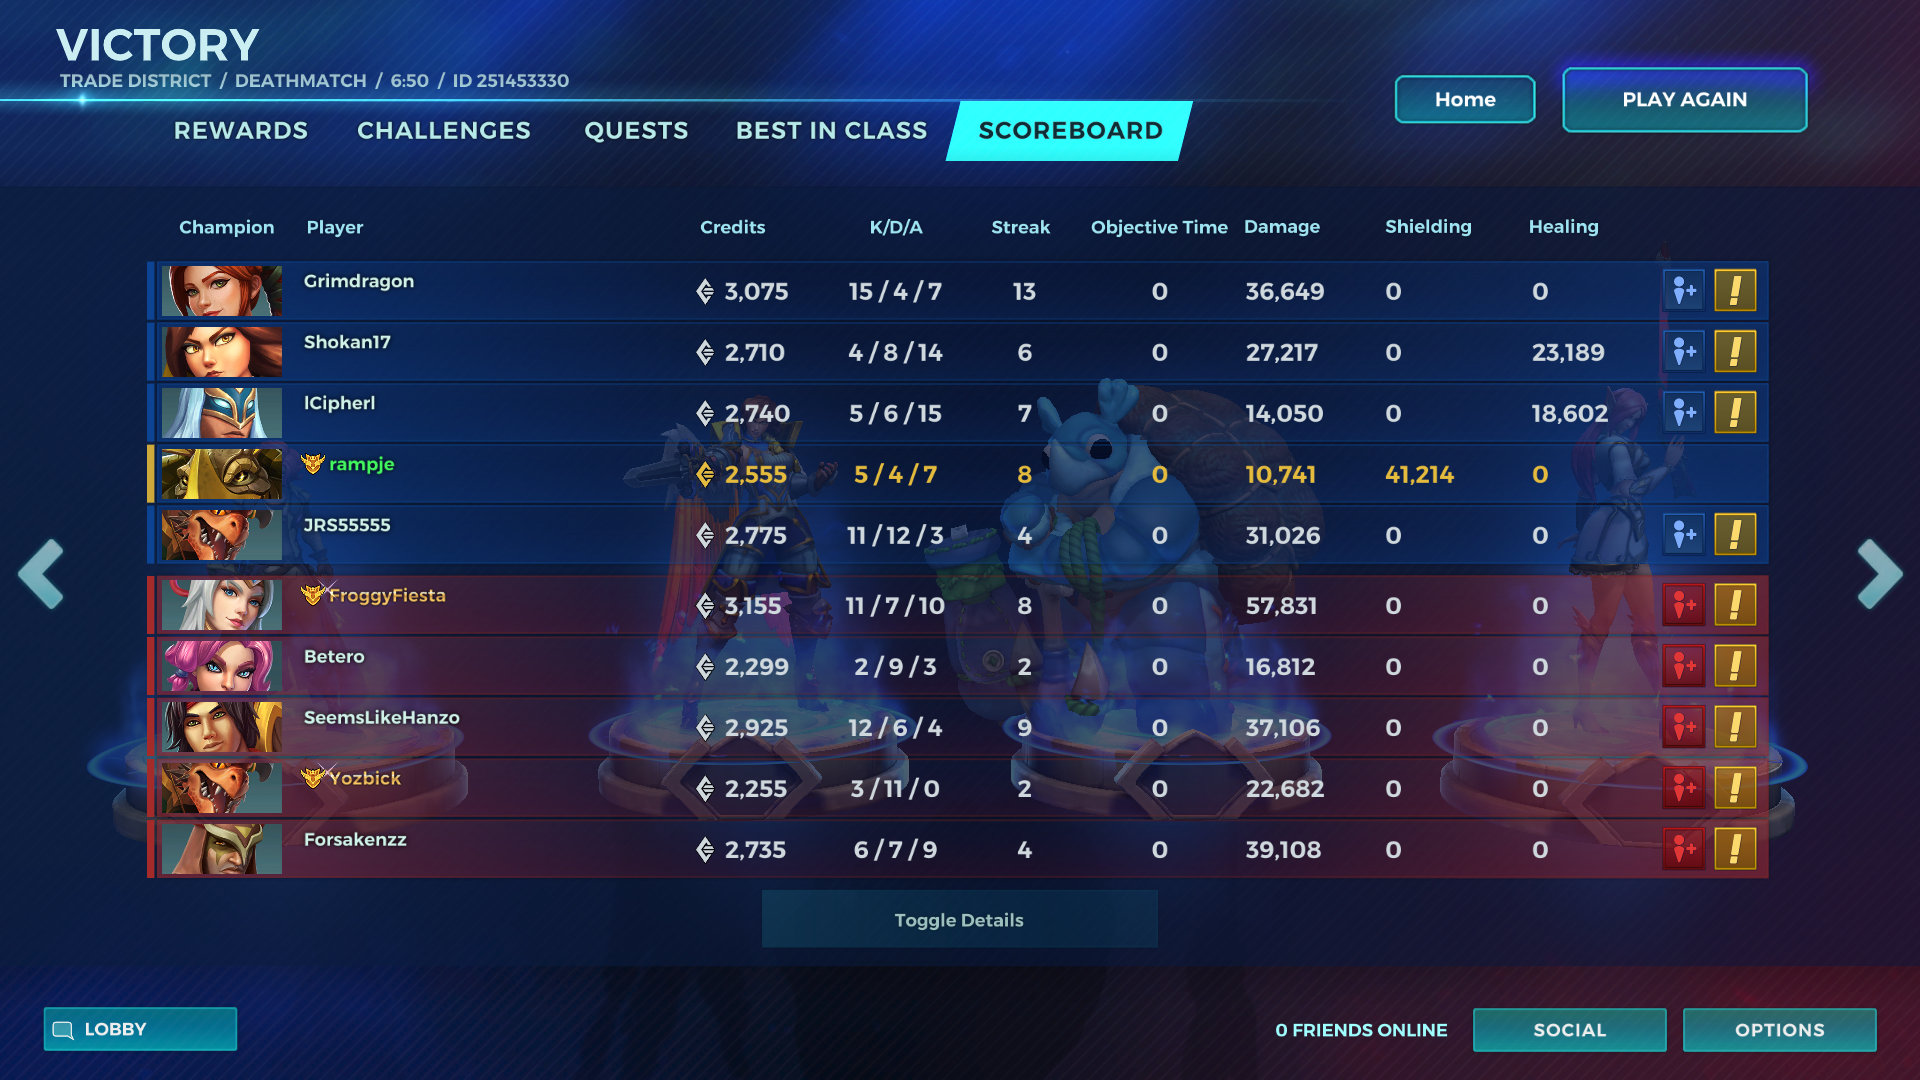 VICTORY
TRADE DISTRICT / DEATHMATCH / 6:50 / ID 251453330
Home
PLAY AGAIN
REWARDS CHALLENGES QUESTS BEST IN CLASS SCOREBOARD
Champion Player Credits K/D/A Streak Objective Time Damage Shielding Healing
Grimdragon 3,075 15 / 4 / 7 13 0 36,649 0 0
Shokan17 2,710 4 / 8 / 14 6 0 27,217 0 23,189
lCipherl 2,740 5 / 6 / 15 7 0 14,050 0 18,602
rampje 2,555 5 / 4 / 7 8 0 10,741 41,214 0
JRS55555 2,775 11 / 12 / 3 4 0 31,026 0 0
FroggyFiesta 3,155 11 / 7 / 10 8 0 57,831 0 0
Betero 2,299 2 / 9 / 3 2 0 16,812 0 0
SeemsLikeHanzo 2,925 12 / 6 / 4 9 0 37,106 0 0
Yozbick 2,255 3 / 11 / 0 2 0 22,682 0 0
Forsakenzz 2,735 6 / 7 / 9 4 0 39,108 0 0
Toggle Details
LOBBY
0 FRIENDS ONLINE
SOCIAL
OPTIONS